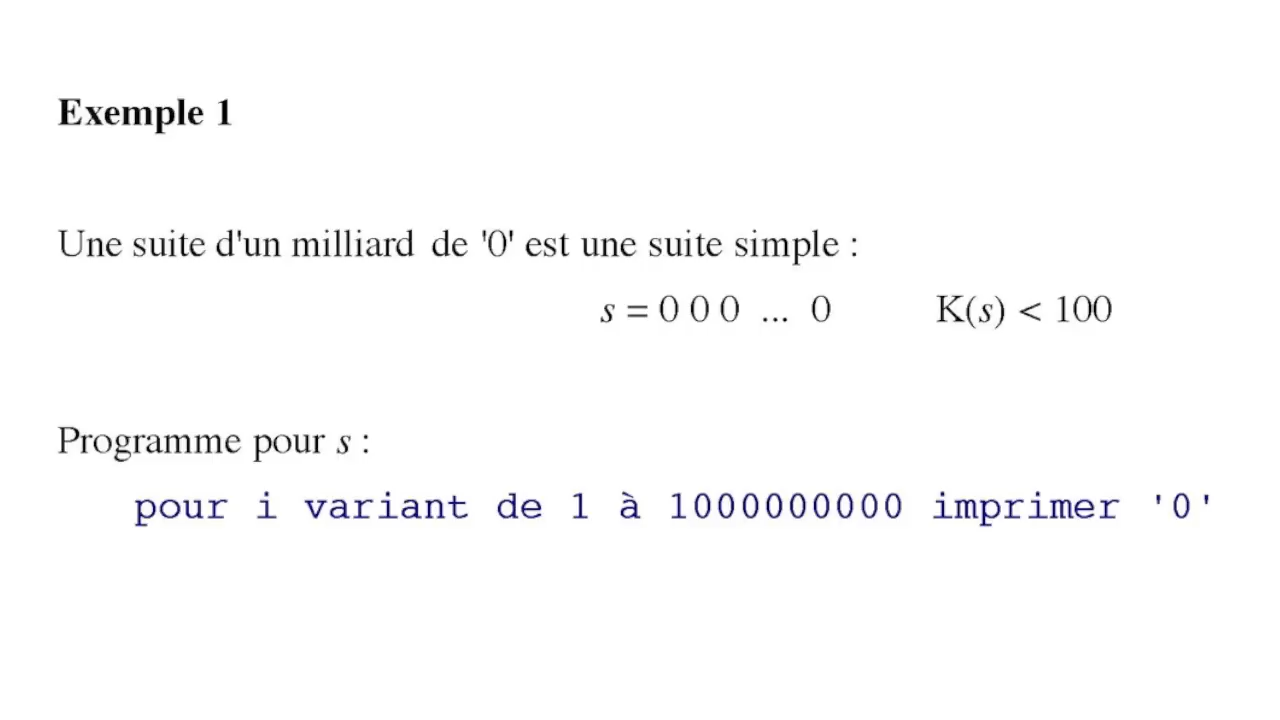 Exemple 1
Une suite d'un milliard de '0' est une suite simple :
s = 0 0 0 ... 0 K(s) < 100
Programme pour s :
pour i variant de 1 à 1000000000 imprimer '0'